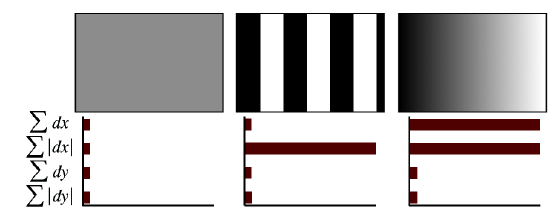 ∑ dx
∑ |dx|
∑ dy
∑ |dy|